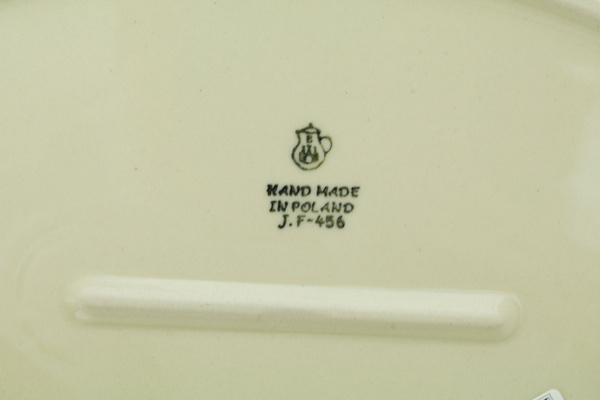 B
HAND MADE
IN POLAND
J.F-456